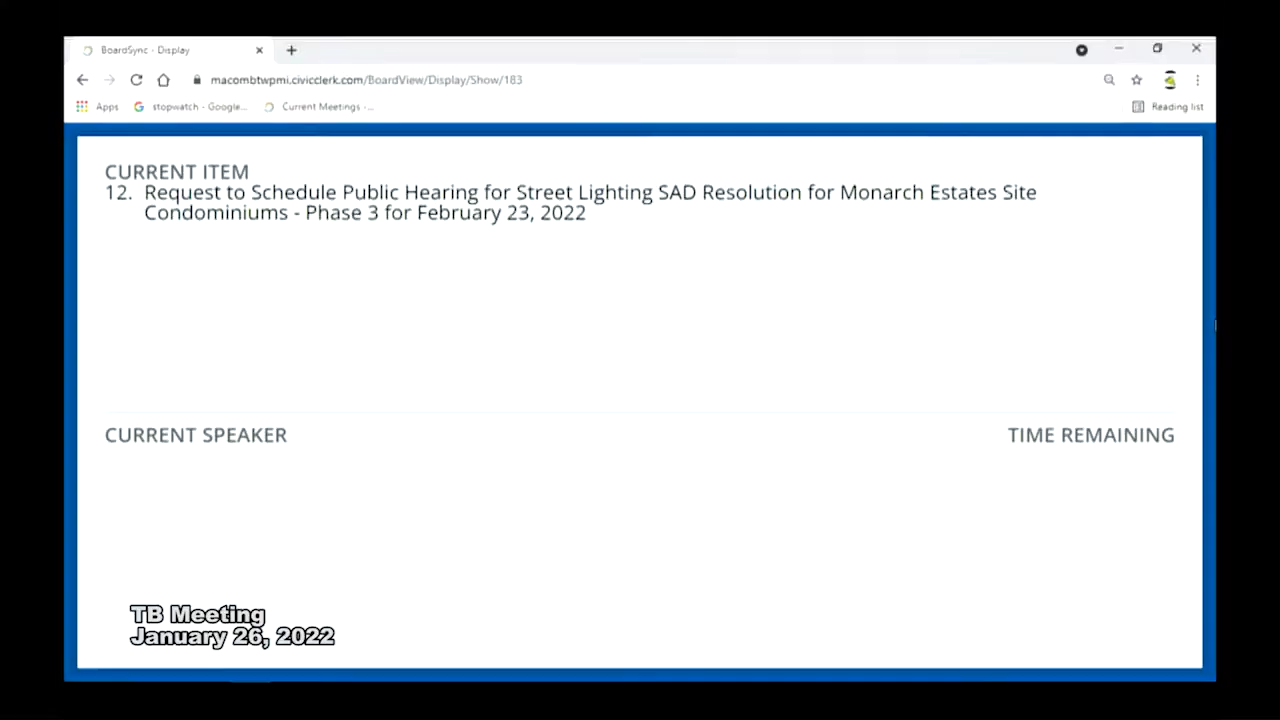 BoardSync - Display
macombtwpmi.civicclerk.com/BoardView/Display/Show/183
Apps stopwatch - Google... Current Meetings -... Reading list
CURRENT ITEM
12. Request to Schedule Public Hearing for Street Lighting SAD Resolution for Monarch Estates Site
Condominiums - Phase 3 for February 23, 2022
CURRENT SPEAKER TIME REMAINING
TB Meeting
January 26, 2022